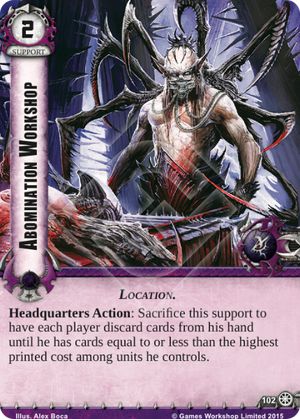 2
SUPPORT
ABOMINATION WORKSHOP
LOCATION.
Headquarters Action: Sacrifice this support to
have each player discard cards from his hand
until he has cards equal to or less than the highest
printed cost among units he controls.
102
Illus. Alex Boca
© Games Workshop Limited 2015